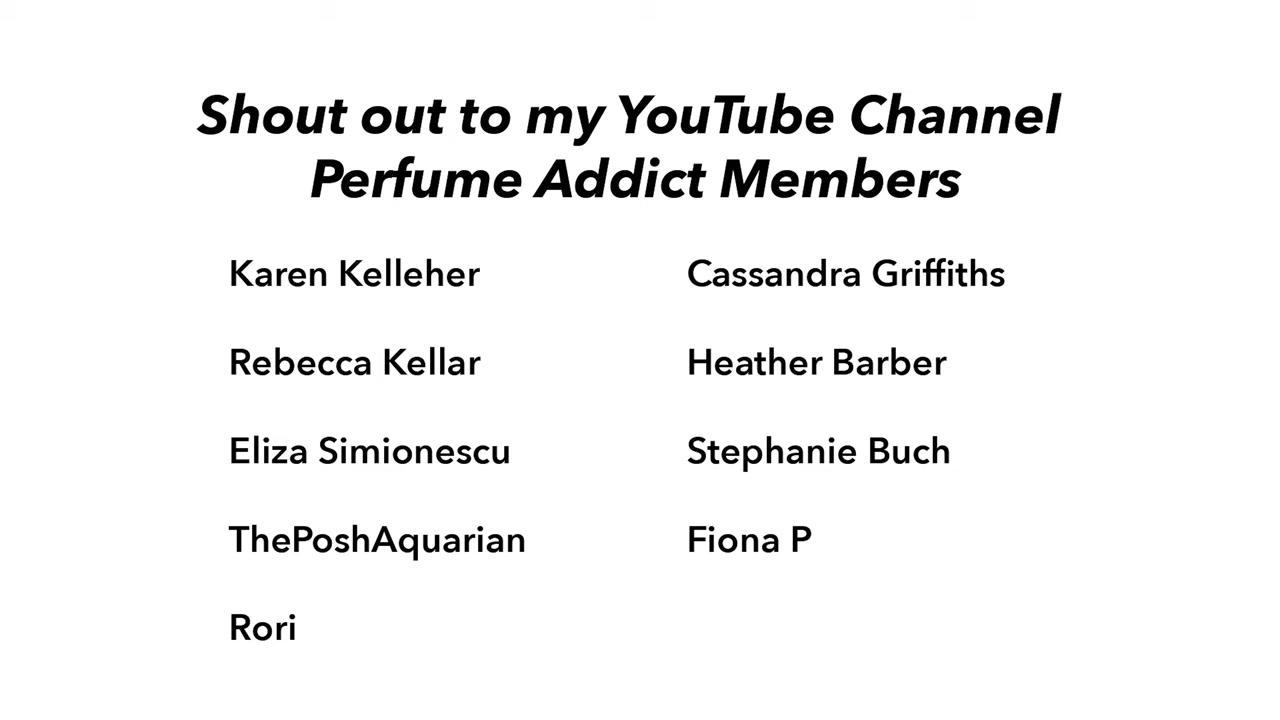 Shout out to my YouTube Channel
Perfume Addict Members
Karen Kelleher
Rebecca Kellar
Eliza Simionescu
ThePoshAquarian
Rori
Cassandra Griffiths
Heather Barber
Stephanie Buch
Fiona P